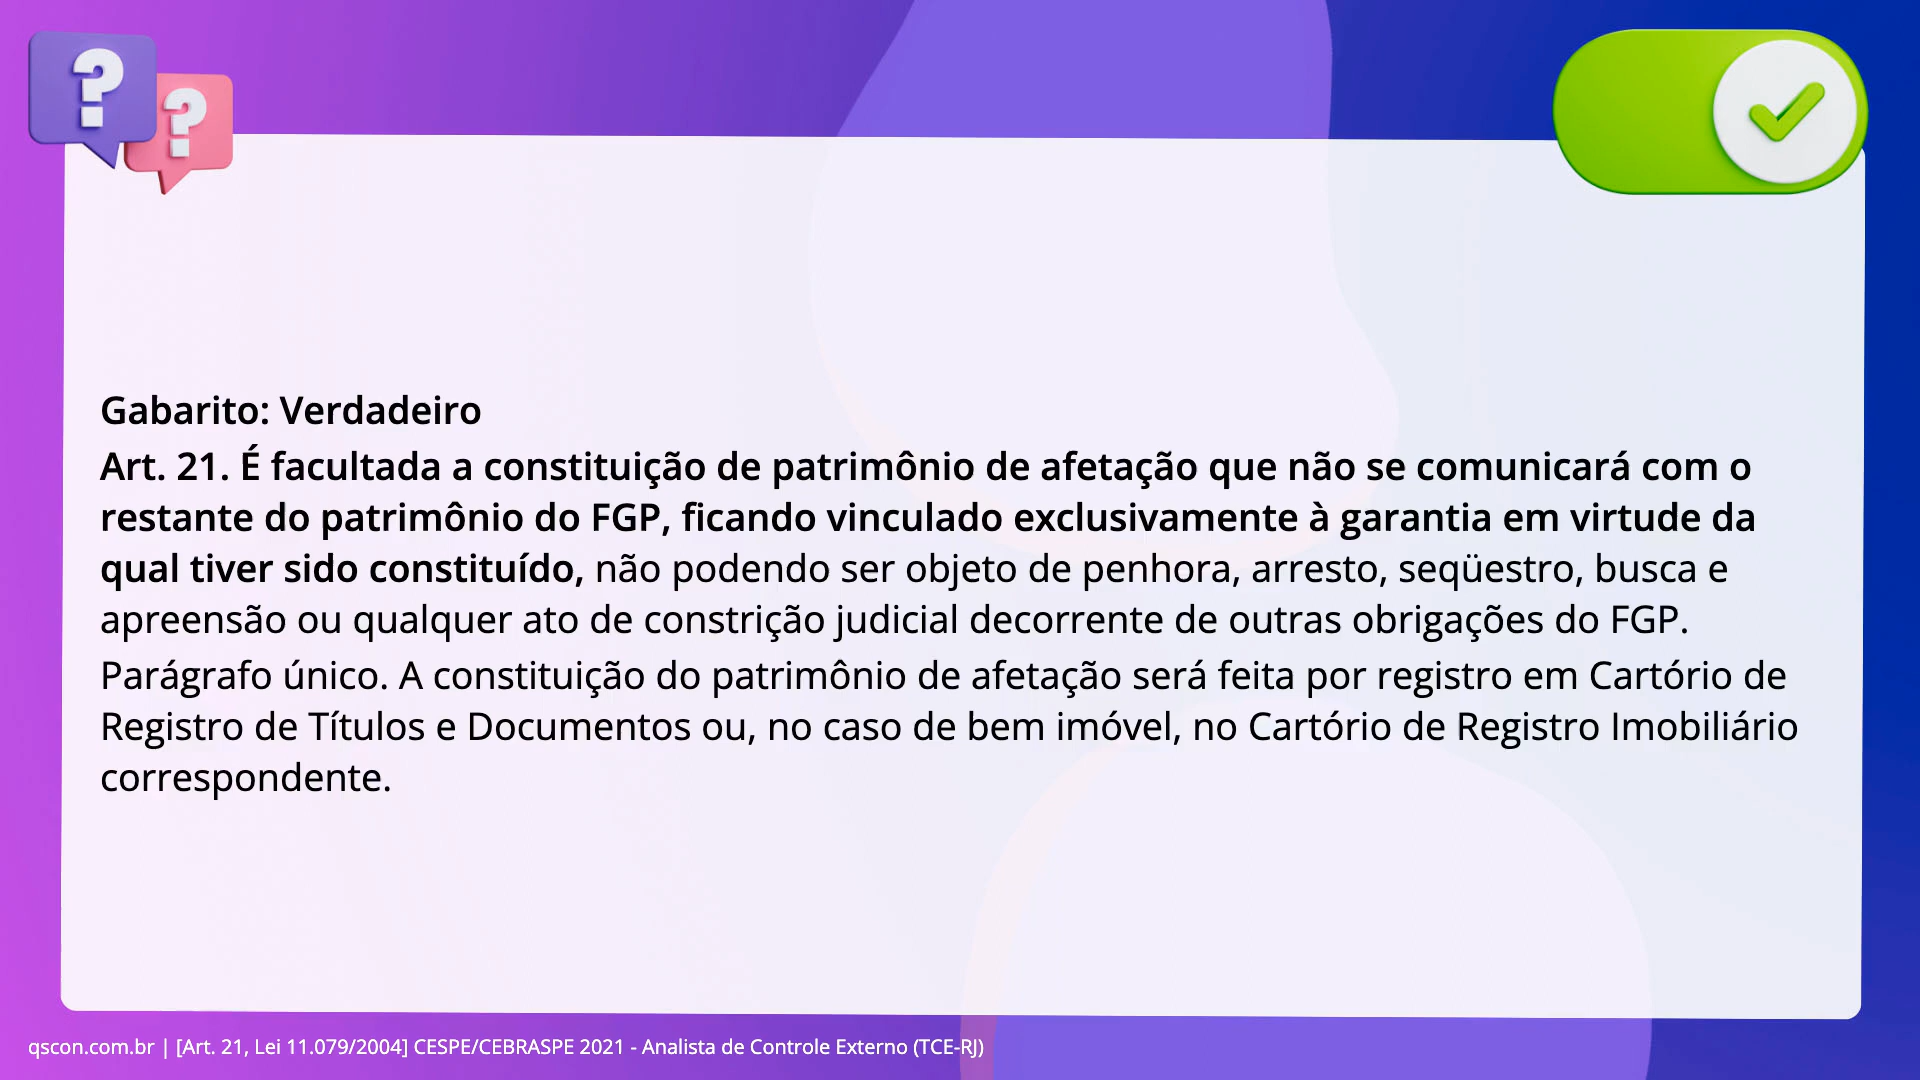 Gabarito: Verdadeiro
Art. 21. É facultada a constituição de patrimônio de afetação que não se comunicará com o
restante do patrimônio do FGP, ficando vinculado exclusivamente à garantia em virtude da
qual tiver sido constituído, não podendo ser objeto de penhora, arresto, seqüestro, busca e
apreensão ou qualquer ato de constrição judicial decorrente de outras obrigações do FGP.
Parágrafo único. A constituição do patrimônio de afetação será feita por registro em Cartório de
Registro de Títulos e Documentos ou, no caso de bem imóvel, no Cartório de Registro Imobiliário
correspondente.
qscon.com.br | [Art. 21, Lei 11.079/2004] CESPE/CEBRASPE 2021 - Analista de Controle Externo (TCE-RJ)